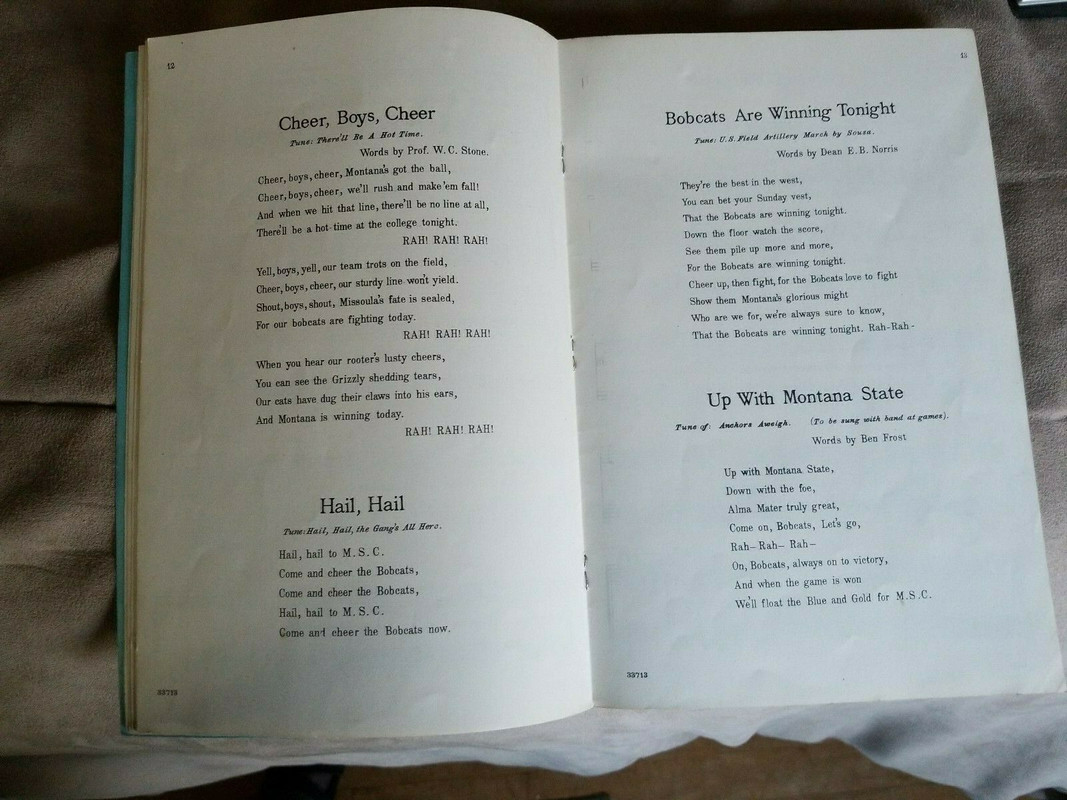 12
Cheer, Boys, Cheer
Tune: There'll Be A Hot Time.
Words by Prof. W. C. Stone.
Cheer, boys, cheer, Montana's got the ball,
Cheer, boys, cheer, we'll rush and make 'em fall!
And when we hit that line, there'll be no line at all,
There'll be a hot time at the college tonight.
RAH! RAH! RAH!
Yell, boys, yell, our team trots on the field,
Cheer, boys, cheer, our sturdy line won't yield.
Shout, boys, shout, Missoula's fate is sealed,
For our bobcats are fighting today.
RAH! RAH! RAH!
When you hear our rooter's lusty cheers,
You can see the Grizzly shedding tears,
Our cats have dug their claws into his ears,
And Montana is winning today.
RAH! RAH! RAH!
Hail, Hail
Tune: Hail, Hail, the Gang's All Here.
Hail, hail to M. S. C.
Come and cheer the Bobcats,
Come and cheer the Bobcats,
Hail, hail to M. S. C.
Come and cheer the Bobcats now.
33713
13
Bobcats Are Winning Tonight
Tune: U.S. Field Artillery March by Sousa.
Words by Dean E. B. Norris
They're the best in the west,
You can bet your Sunday vest,
That the Bobcats are winning tonight.
Down the floor watch the score,
See them pile up more and more,
For the Bobcats are winning tonight.
Cheer up, then fight, for the Bobcats love to fight
Show them Montana's glorious might
Who are we for, we're always sure to know,
That the Bobcats are winning tonight. Rah-Rah-
Up With Montana State
Tune of: Anchors Aweigh. (To be sung with band at games).
Words by Ben Frost
Up with Montana State,
Down with the foe,
Alma Mater truly great,
Come on, Bobcats, Let's go,
Rah— Rah— Rah—
On, Bobcats, always on to victory,
And when the game is won
We'll float the Blue and Gold for M.S.C.
33713